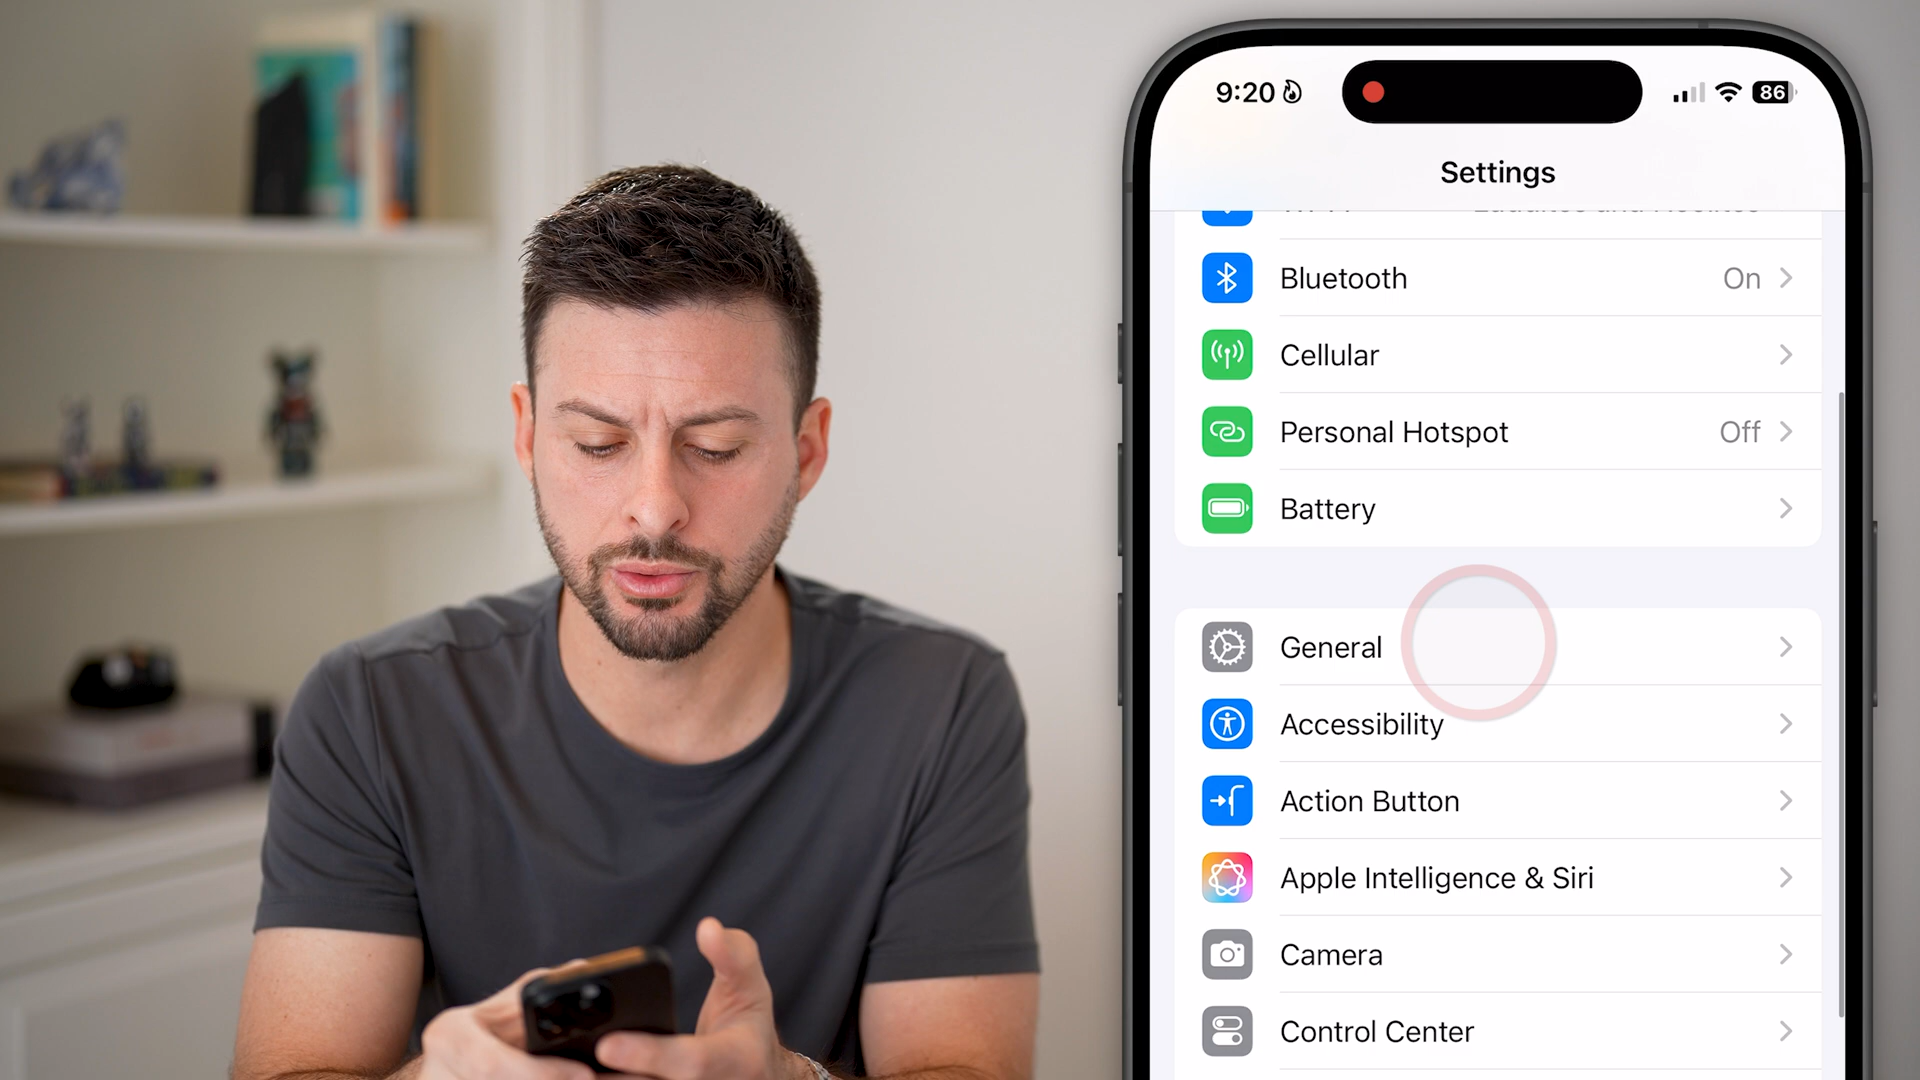 9:20
86
Settings
Bluetooth On
Cellular
Personal Hotspot Off
Battery
General
Accessibility
Action Button
Apple Intelligence & Siri
Camera
Control Center